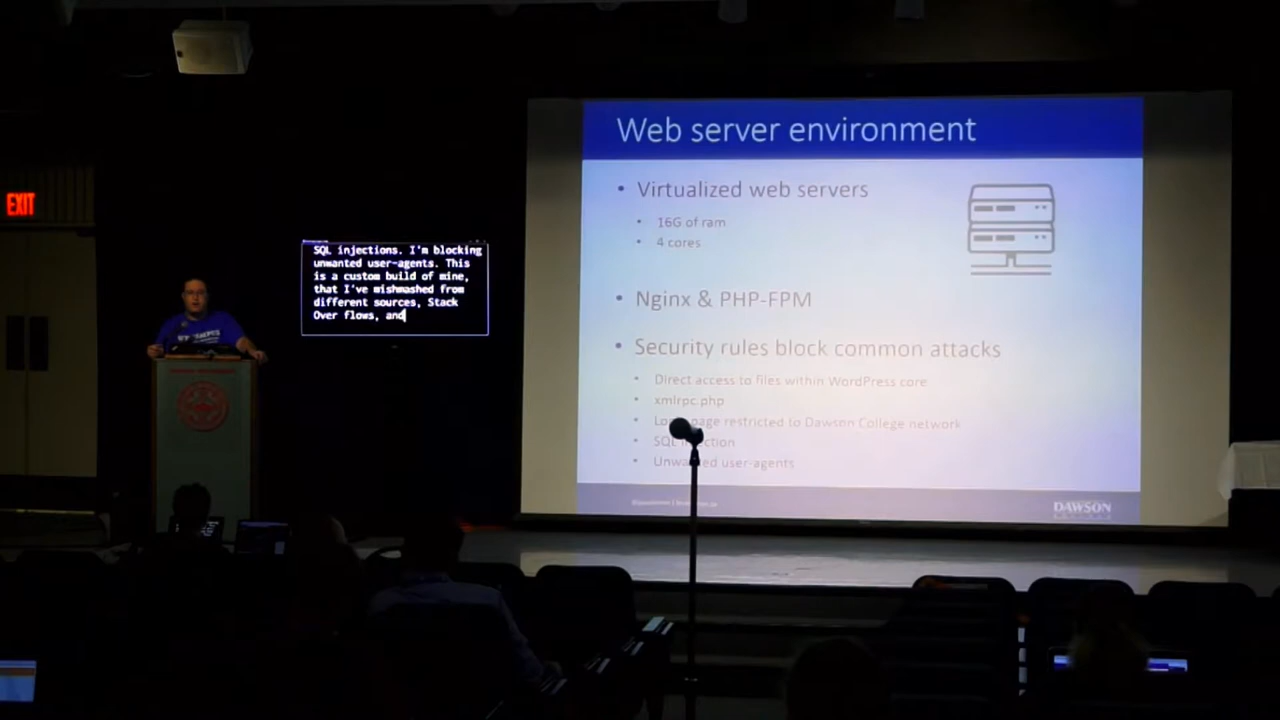 EXIT
SQL injections. I'm blocking
unwanted user-agents. This
is a custom build of mine,
that I've mishmashed from
different sources, Stack
Over flows, and
Web server environment
• Virtualized web servers
• 16G of ram
• 4 cores
• Nginx & PHP-FPM
• Security rules block common attacks
• Direct access to files within WordPress core
• xmlrpc.php
• page restricted to Dawson College network
• SQL
• user-agents
DAWSON